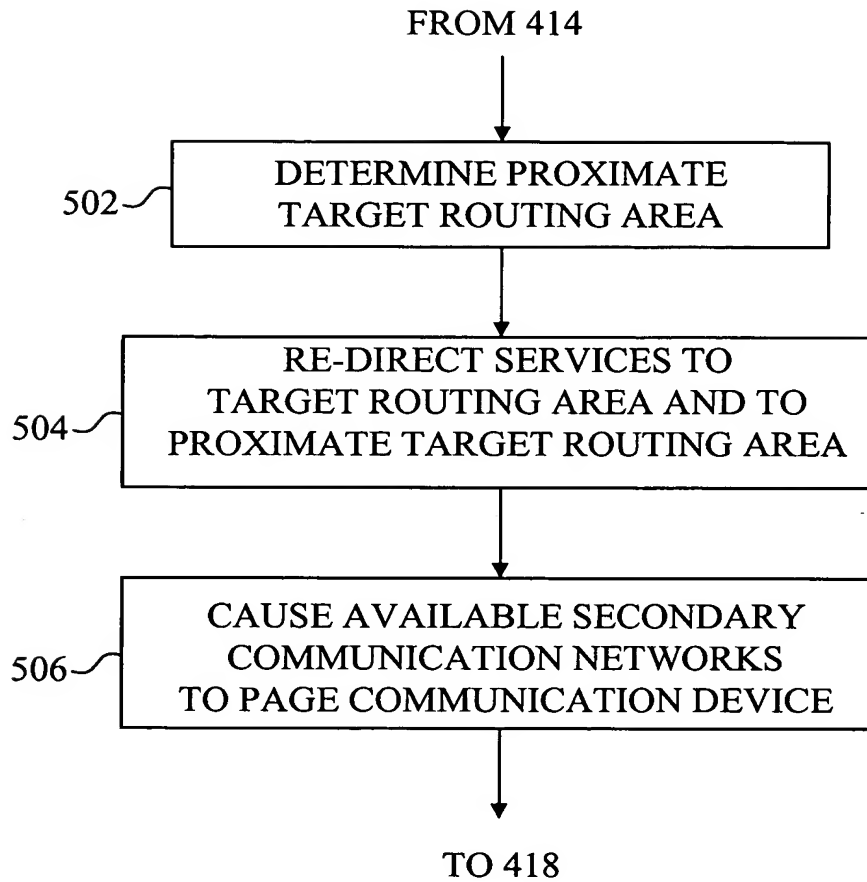 FROM 414
502
DETERMINE PROXIMATE
TARGET ROUTING AREA
504
RE-DIRECT SERVICES TO
TARGET ROUTING AREA AND TO
PROXIMATE TARGET ROUTING AREA
506
CAUSE AVAILABLE SECONDARY
COMMUNICATION NETWORKS
TO PAGE COMMUNICATION DEVICE
TO 418